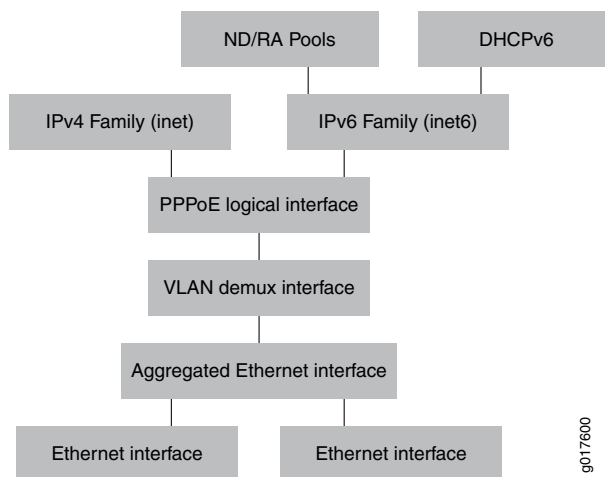 ND/RA Pools
DHCPv6
IPv4 Family (inet)
IPv6 Family (inet6)
PPPoE logical interface
VLAN demux interface
Aggregated Ethernet interface
Ethernet interface
Ethernet interface
g017600